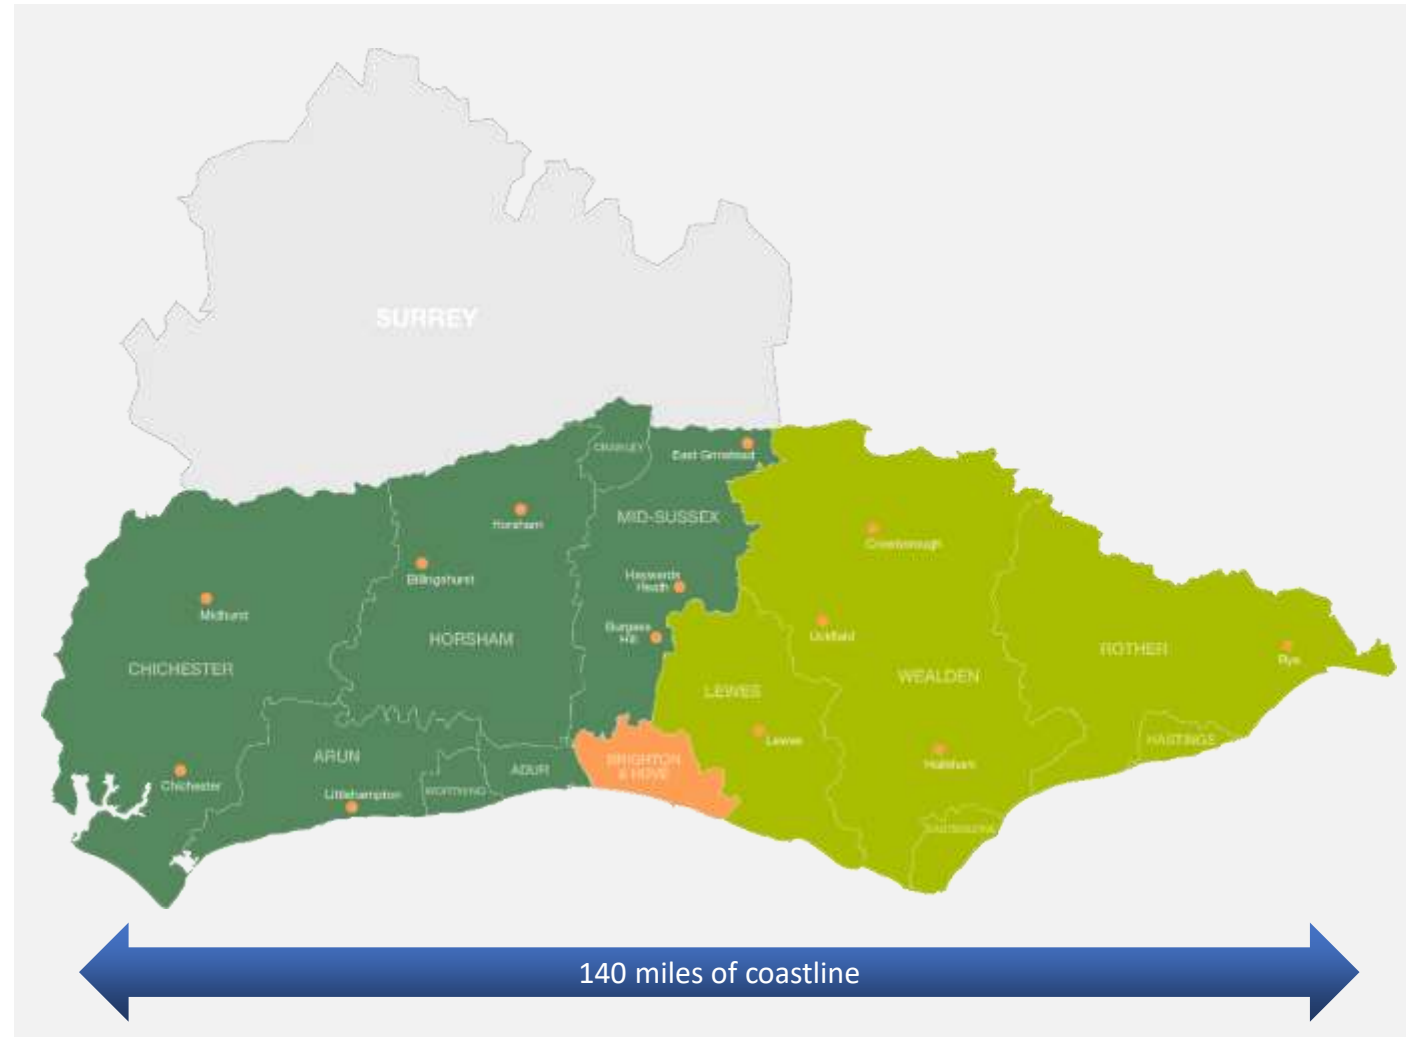 SURREY
CRAWLEY
East Grinstead
MID-SUSSEX
Horsham
Crowborough
Billingshurst
Haywards
Heath
Midhurst
Burgess
Hill
Uckfield
HORSHAM
ROTHER
Rye
CHICHESTER
WEALDEN
LEWES
Lewes
HASTINGS
ARUN
BRIGHTON
& HOVE
Hailsham
ADUR
Chichester
Littlehampton
WORTHING
EASTBOURNE
140 miles of coastline